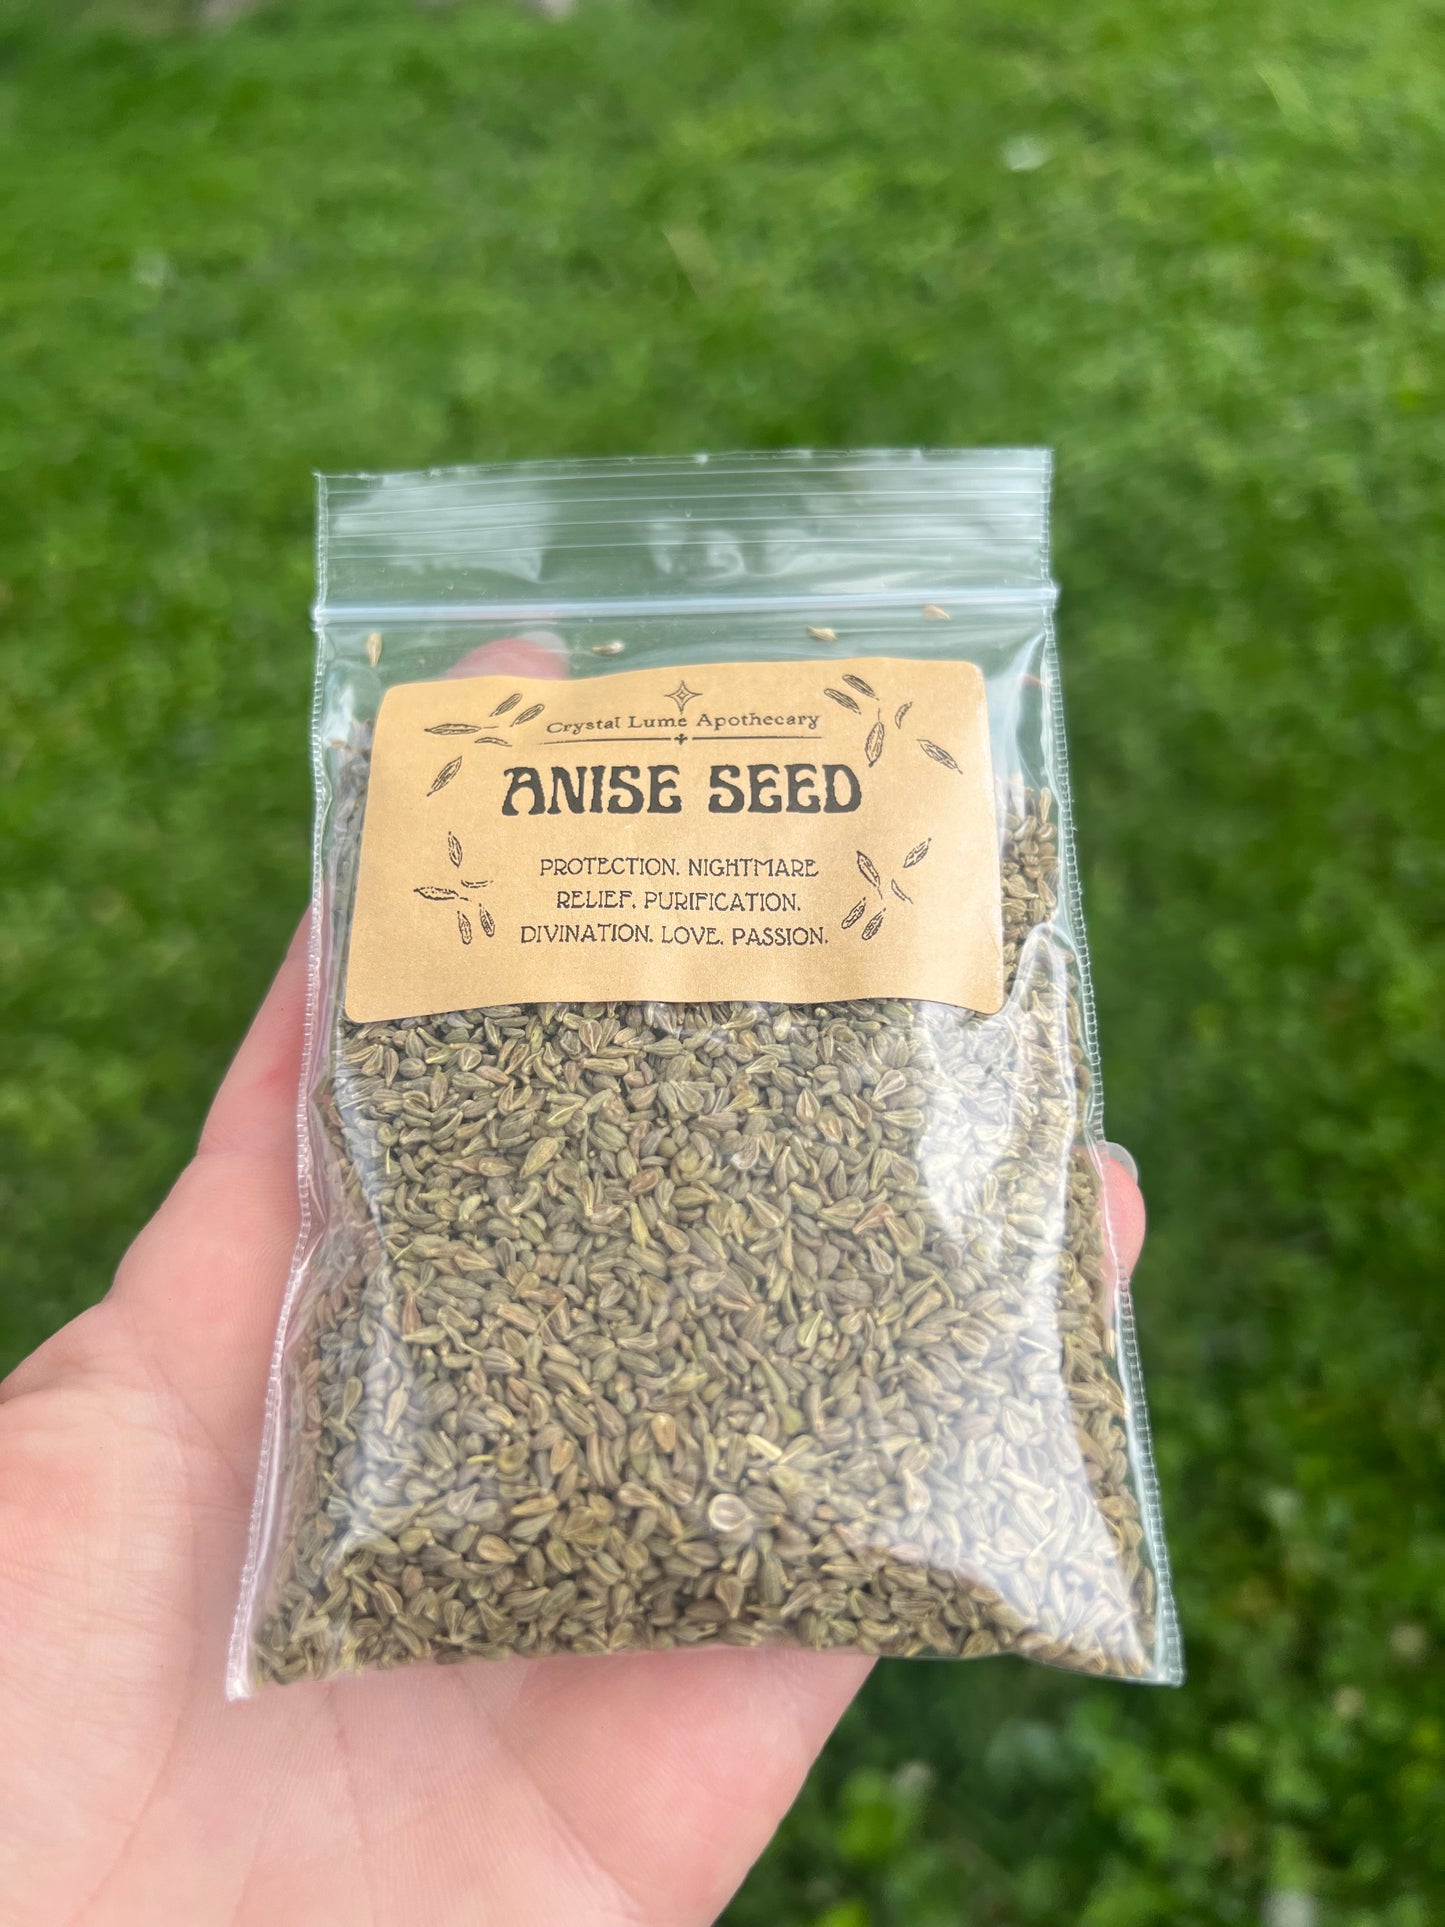 Crystal Lume Apothecary
ANISE SEED
PROTECTION. NIGHTMARE
RELIEF. PURIFICATION.
DIVINATION. LOVE. PASSION.